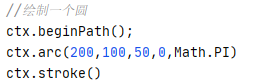 //绘制一个圆
ctx.beginPath();
ctx.arc(200,100,50,0,Math.PI)
ctx.stroke()